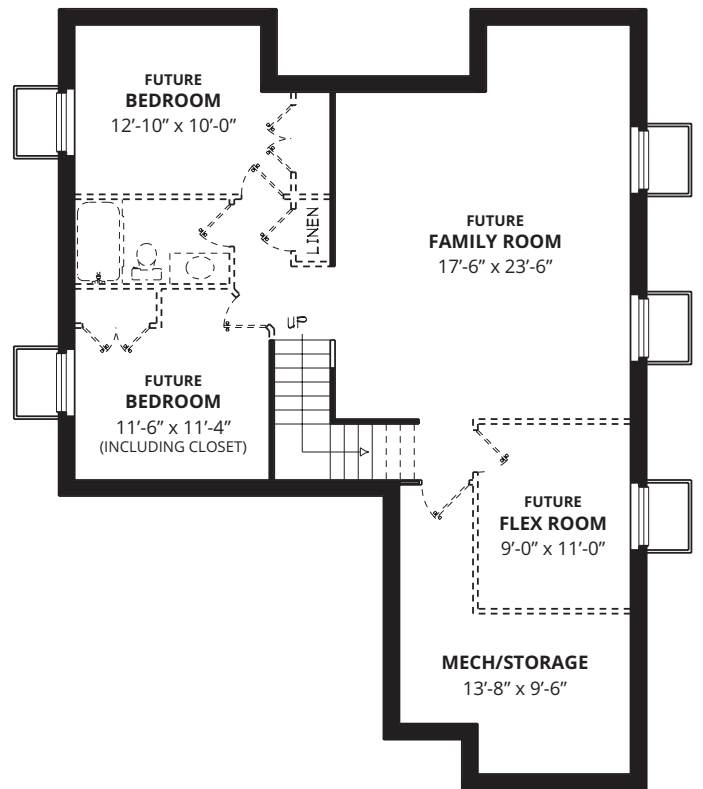 FUTURE
BEDROOM
12’-10” x 10’-0”
LINEN
FUTURE
FAMILY ROOM
17’-6” x 23’-6”
UP
FUTURE
BEDROOM
11’-6” x 11’-4”
(INCLUDING CLOSET)
FUTURE
FLEX ROOM
9’-0” x 11’-0”
MECH/STORAGE
13’-8” x 9’-6”